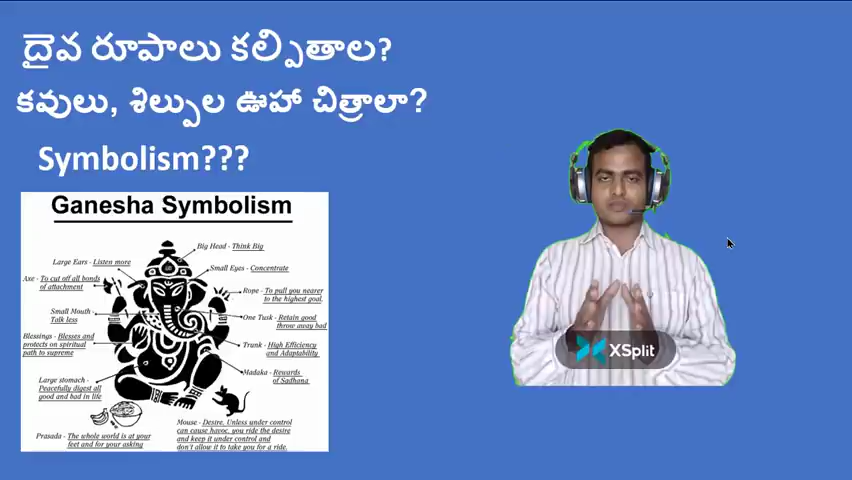 దైవ రూపాలు కల్పితాల?
కవులు, శిల్పుల ఊహా చిత్రాలా?
Symbolism???
Ganesha Symbolism
Big Head - Think Big
Large Ears - Listen more
Small Eyes - Concentrate
Axe - To cut off all bonds
of attachment
Rope - To pull you nearer
to the highest goal.
Small Mouth -
Talk less
One Tusk - Retain good
throw away bad
Blessings - Blesses and
protects on spiritual
path to supreme
Trunk - High Efficiency
and Adaptability
Madaka - Rewards
of Sadhana
Large stomach -
Peacefully digest all
good and bad in life
Prasada - The whole world is at your
feet and for your asking
Mouse - Desire. Unless under control
can cause havoc. you ride the desire
and keep it under control and
don't allow it to take you for a ride.
XSplit